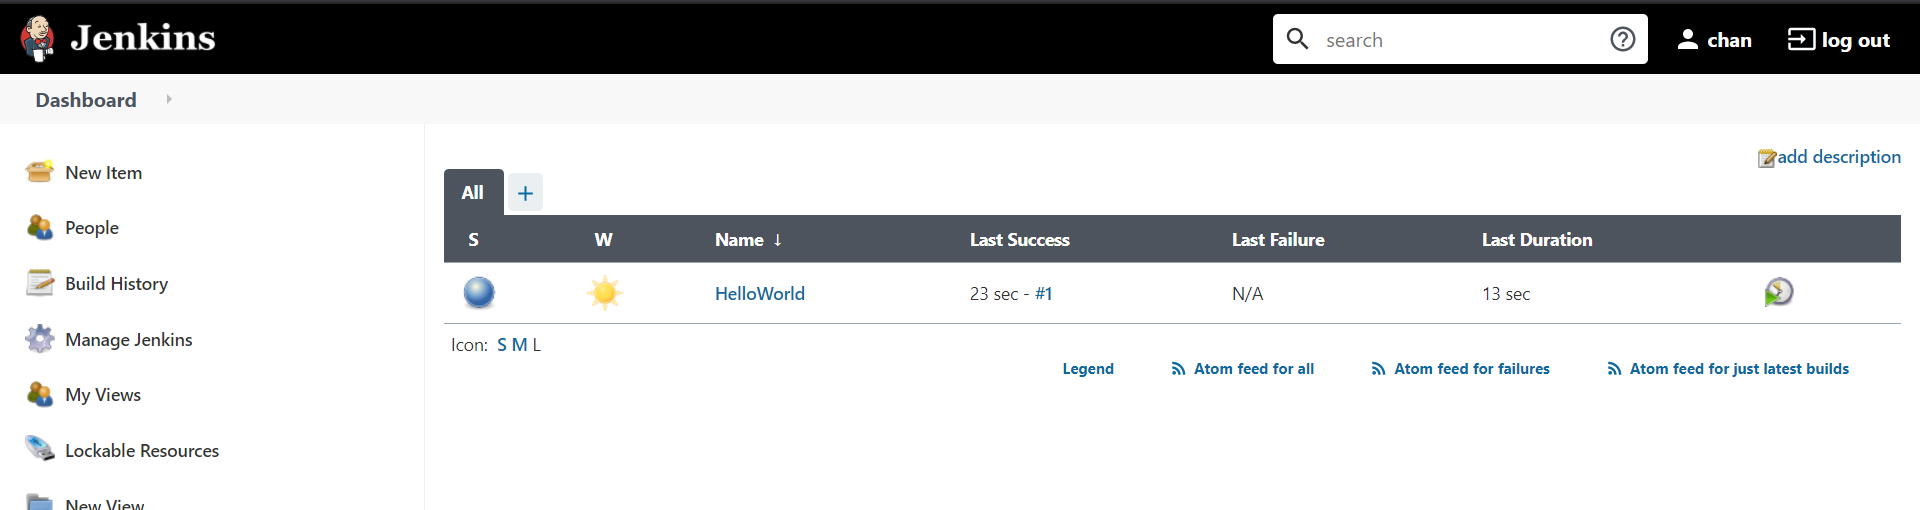 Jenkins
search
chan
log out
Dashboard
New Item
People
Build History
Manage Jenkins
My Views
Lockable Resources
New View
add description
All +
S W Name ↓ Last Success Last Failure Last Duration
HelloWorld 23 sec - #1 N/A 13 sec
Icon: S M L
Legend Atom feed for all Atom feed for failures Atom feed for just latest builds